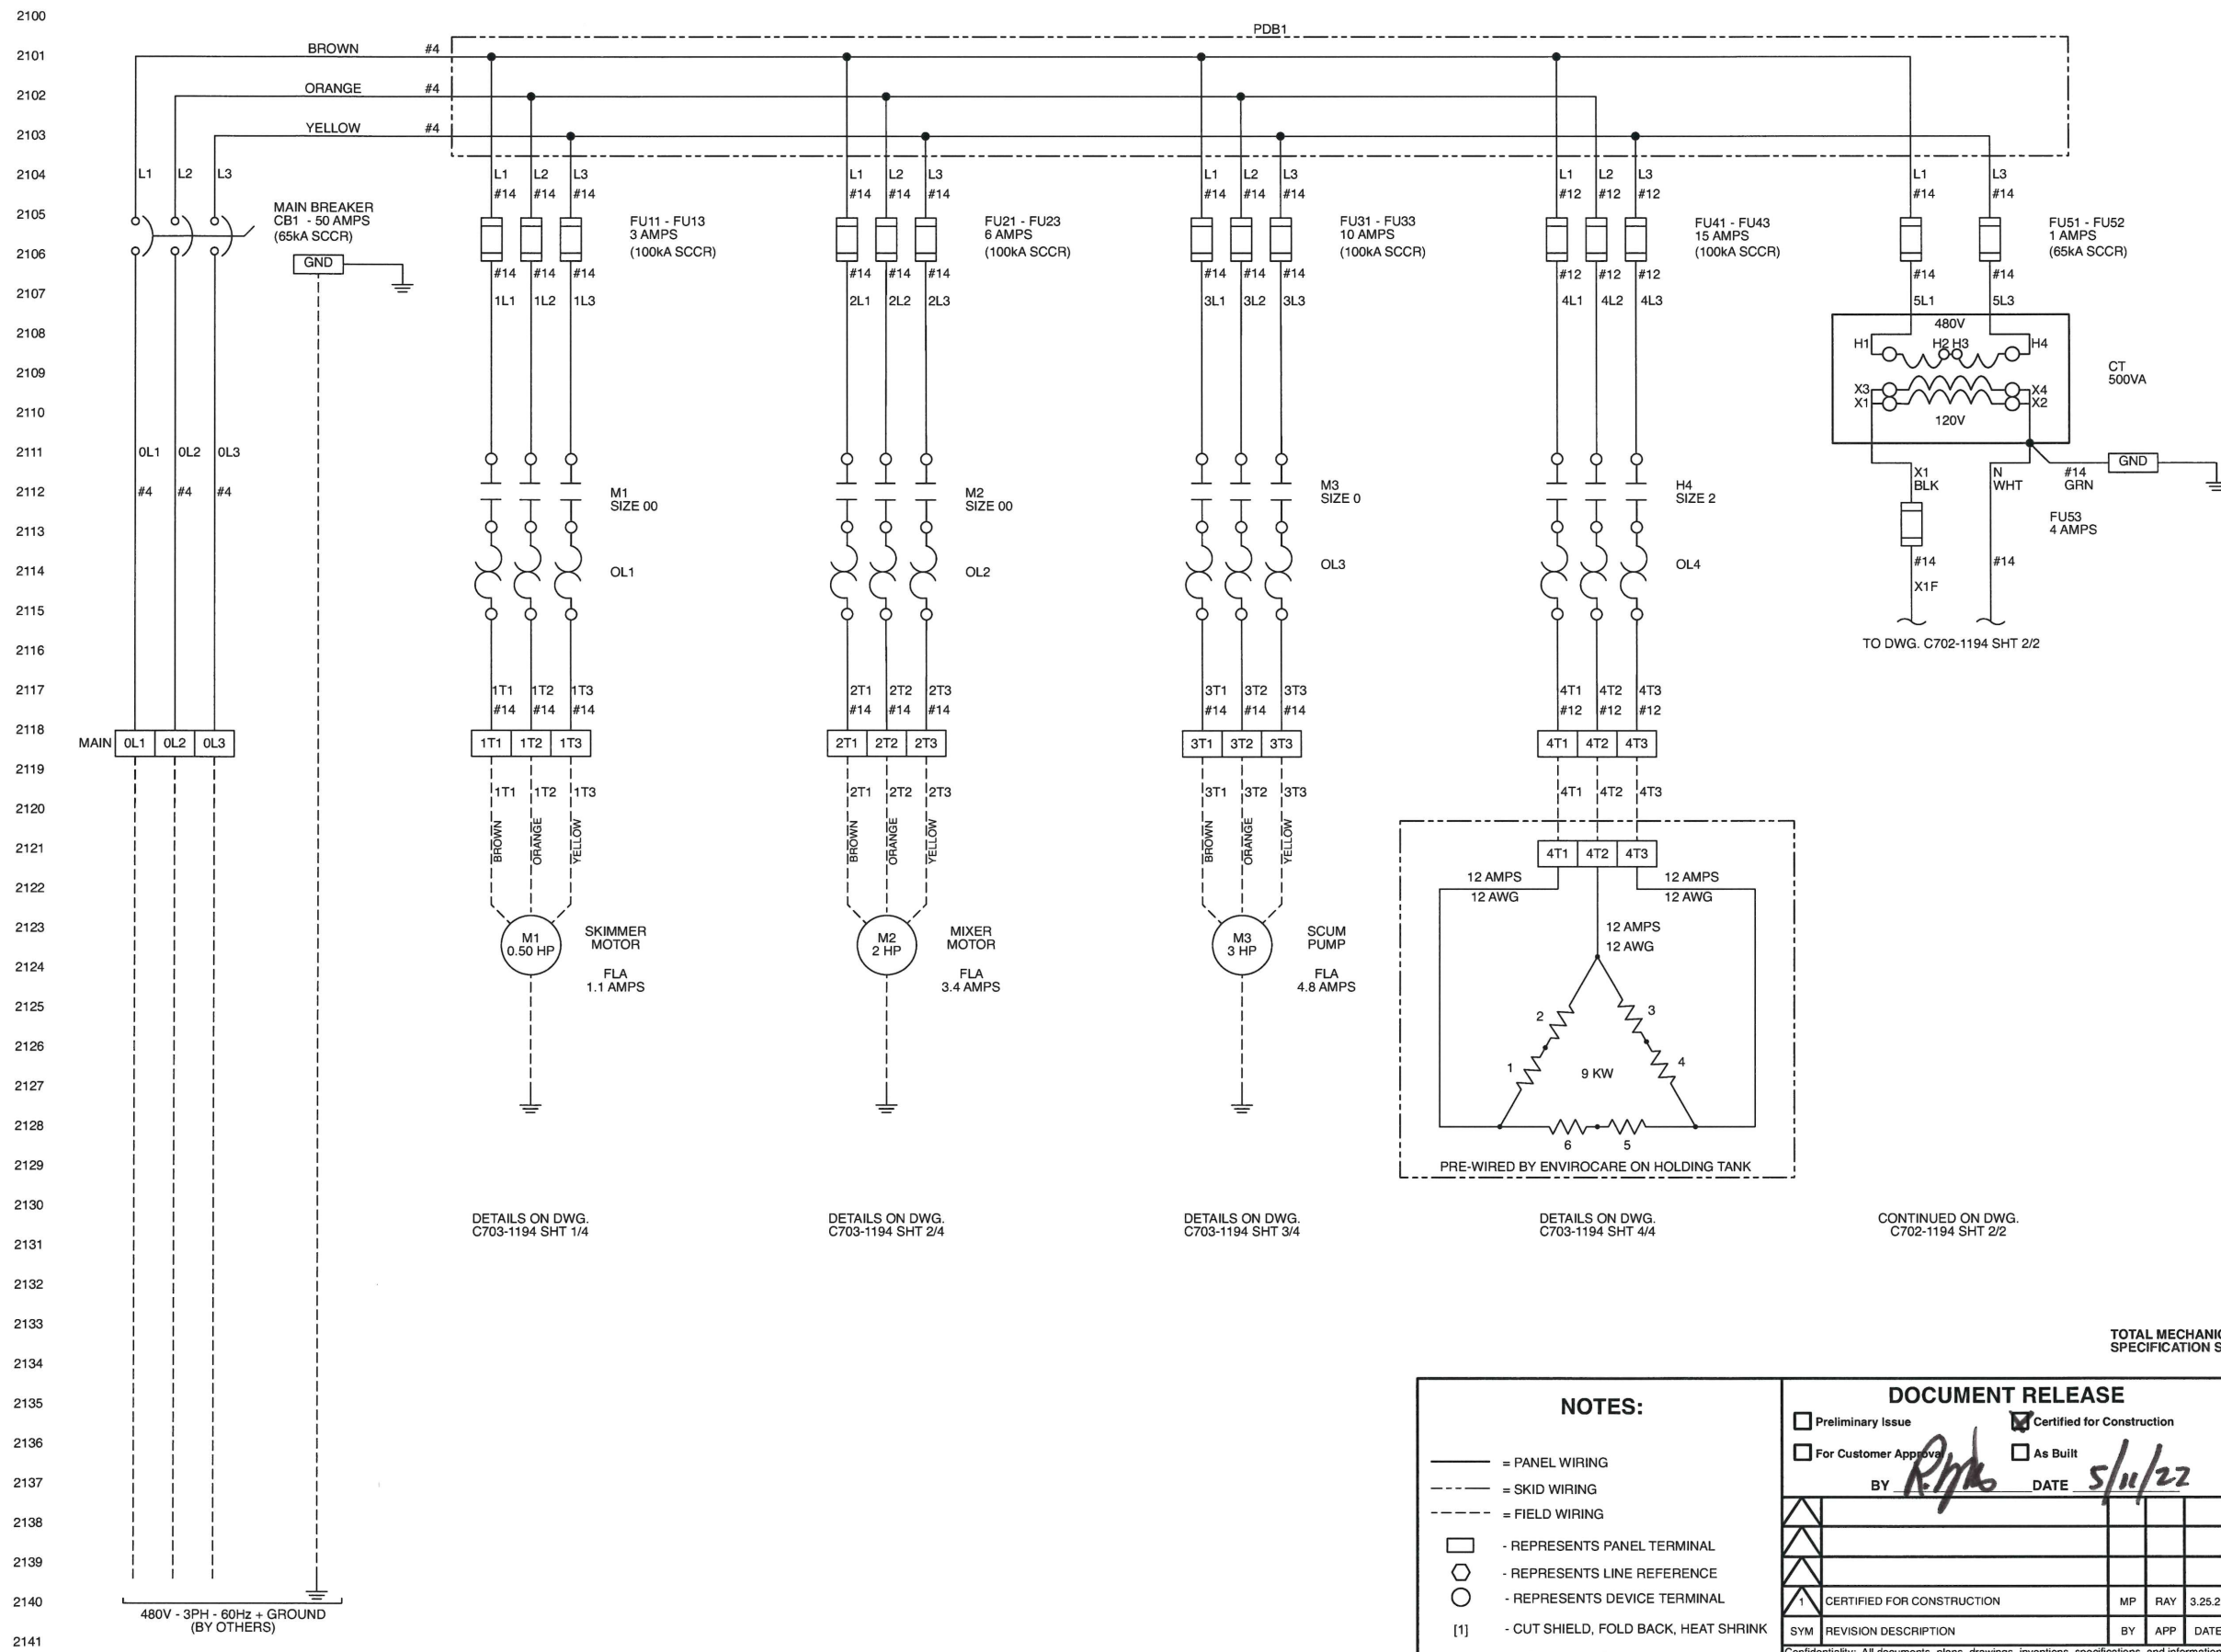 2100
2101
2102
2103
2104
2105
2106
2107
2108
2109
2110
2111
2112
2113
2114
2115
2116
2117
2118
2119
2120
2121
2122
2123
2124
2125
2126
2127
2128
2129
2130
2131
2132
2133
2134
2135
2136
2137
2138
2139
2140
2141
PDB1
BROWN #4
ORANGE #4
YELLOW #4
L1 L2 L3
MAIN BREAKER
CB1 - 50 AMPS
(65kA SCCR)
GND
0L1 0L2 0L3
#4 #4 #4
MAIN 0L1 0L2 0L3
480V - 3PH - 60Hz + GROUND
(BY OTHERS)
L1 L2 L3
#14 #14 #14
FU11 - FU13
3 AMPS
(100kA SCCR)
#14 #14 #14
1L1 1L2 1L3
M1
SIZE 00
OL1
1T1 1T2 1T3
#14 #14 #14
1T1 1T2 1T3
1T1 1T2 1T3
BROWN ORANGE YELLOW
M1
0.50 HP
SKIMMER
MOTOR
FLA
1.1 AMPS
DETAILS ON DWG.
C703-1194 SHT 1/4
L1 L2 L3
#14 #14 #14
FU21 - FU23
6 AMPS
(100kA SCCR)
#14 #14 #14
2L1 2L2 2L3
M2
SIZE 00
OL2
2T1 2T2 2T3
#14 #14 #14
2T1 2T2 2T3
2T1 2T2 2T3
BROWN ORANGE YELLOW
M2
2 HP
MIXER
MOTOR
FLA
3.4 AMPS
DETAILS ON DWG.
C703-1194 SHT 2/4
L1 L2 L3
#14 #14 #14
FU31 - FU33
10 AMPS
(100kA SCCR)
#14 #14 #14
3L1 3L2 3L3
M3
SIZE 0
OL3
3T1 3T2 3T3
#14 #14 #14
3T1 3T2 3T3
3T1 3T2 3T3
BROWN ORANGE YELLOW
M3
3 HP
SCUM
PUMP
FLA
4.8 AMPS
DETAILS ON DWG.
C703-1194 SHT 3/4
L1 L2 L3
#12 #12 #12
FU41 - FU43
15 AMPS
(100kA SCCR)
#12 #12 #12
4L1 4L2 4L3
H4
SIZE 2
OL4
4T1 4T2 4T3
#12 #12 #12
4T1 4T2 4T3
4T1 4T2 4T3
4T1 4T2 4T3
12 AMPS 12 AMPS
12 AWG 12 AWG
12 AMPS
12 AWG
2 3
1 4
9 KW
6 5
PRE-WIRED BY ENVIROCARE ON HOLDING TANK
DETAILS ON DWG.
C703-1194 SHT 4/4
L1 L3
#14 #14
FU51 - FU52
1 AMPS
(65kA SCCR)
#14 #14
5L1 5L3
480V
H1 H2 H3 H4
CT
500VA
X3 X4
X1 X2
120V
X1
BLK
N
WHT
#14
GRN
GND
FU53
4 AMPS
#14 #14
X1F
TO DWG. C702-1194 SHT 2/2
CONTINUED ON DWG.
C702-1194 SHT 2/2
TOTAL MECHANIC
SPECIFICATION S
NOTES:
= PANEL WIRING
= SKID WIRING
= FIELD WIRING
- REPRESENTS PANEL TERMINAL
- REPRESENTS LINE REFERENCE
- REPRESENTS DEVICE TERMINAL
[1] - CUT SHIELD, FOLD BACK, HEAT SHRINK
DOCUMENT RELEASE
Preliminary Issue Certified for Construction
For Customer Approval As Built
BY DATE 5/11/22
1 CERTIFIED FOR CONSTRUCTION MP RAY 3.25.2
SYM REVISION DESCRIPTION BY APP DATE
Confidentiality: All documents, plans, drawings, inventions, specifications, and information